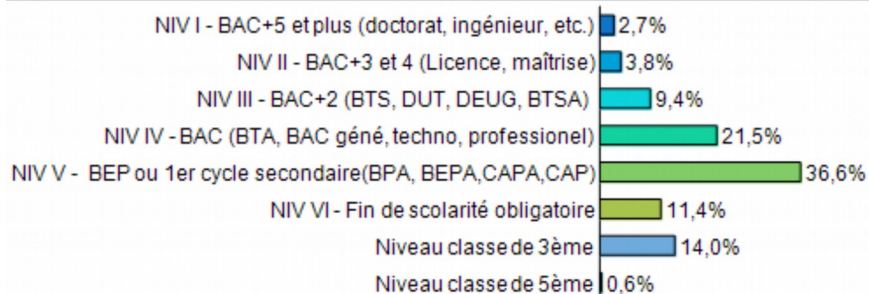 NIV I - BAC+5 et plus (doctorat, ingénieur, etc.) 2,7%
NIV II - BAC+3 et 4 (Licence, maîtrise) 3,8%
NIV III - BAC+2 (BTS, DUT, DEUG, BTSA) 9,4%
NIV IV - BAC (BTA, BAC géné, techno, professionel) 21,5%
NIV V - BEP ou 1er cycle secondaire(BPA, BEPA,CAPA,CAP) 36,6%
NIV VI - Fin de scolarité obligatoire 11,4%
Niveau classe de 3ème 14,0%
Niveau classe de 5ème 0,6%